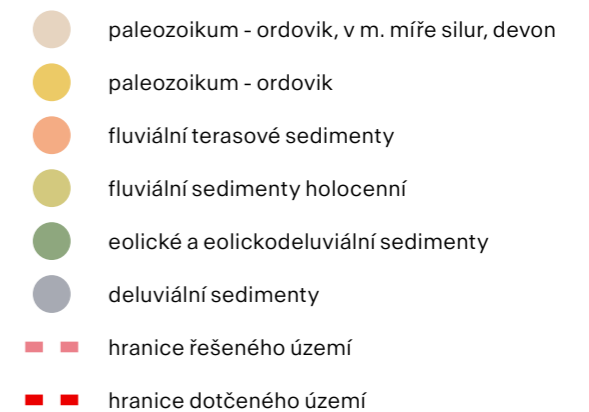 paleozoikum - ordovik, v m. míře silur, devon
paleozoikum - ordovik
fluviální terasové sedimenty
fluviální sedimenty holocenní
eolické a eolickodeluviální sedimenty
deluviální sedimenty
hranice řešeného území
hranice dotčeného území